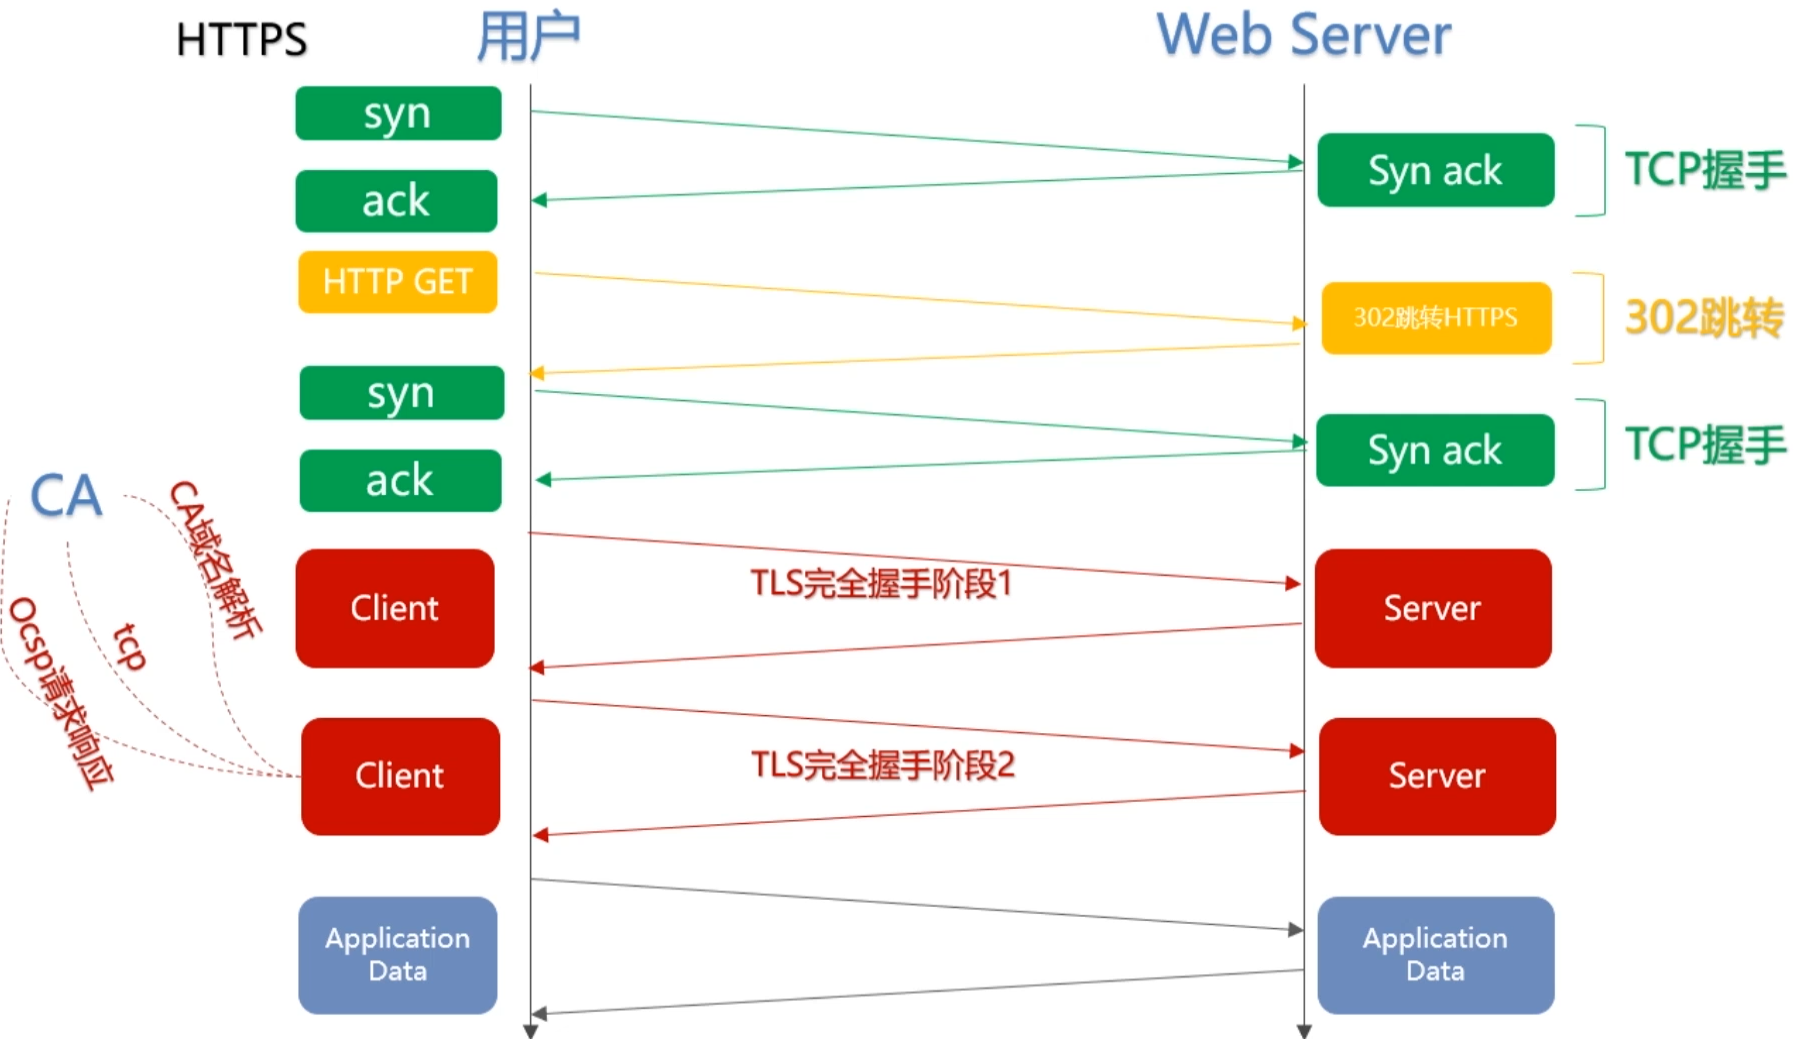 HTTPS
用户
Web Server
syn
Syn ack
TCP握手
ack
HTTP GET
302跳转HTTPS
302跳转
syn
Syn ack
TCP握手
ack
CA
CA域名解析
tcp
Ocsp请求响应
Client
TLS完全握手阶段1
Server
Client
TLS完全握手阶段2
Server
Application
Data
Application
Data